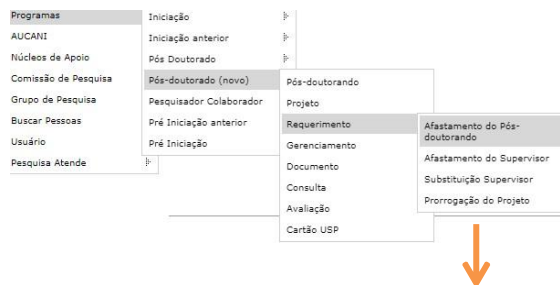 Programas
AUCANI
Núcleos de Apoio
Comissão de Pesquisa
Grupo de Pesquisa
Buscar Pessoas
Usuário
Pesquisa Atende
Iniciação
Iniciação anterior
Pós Doutorado
Pós-doutorado (novo)
Pesquisador Colaborador
Pré Iniciação anterior
Pré Iniciação
Pós-doutorando
Projeto
Requerimento
Gerenciamento
Documento
Consulta
Avaliação
Cartão USP
Afastamento do Pós-
doutorando
Afastamento do Supervisor
Substituição Supervisor
Prorrogação do Projeto